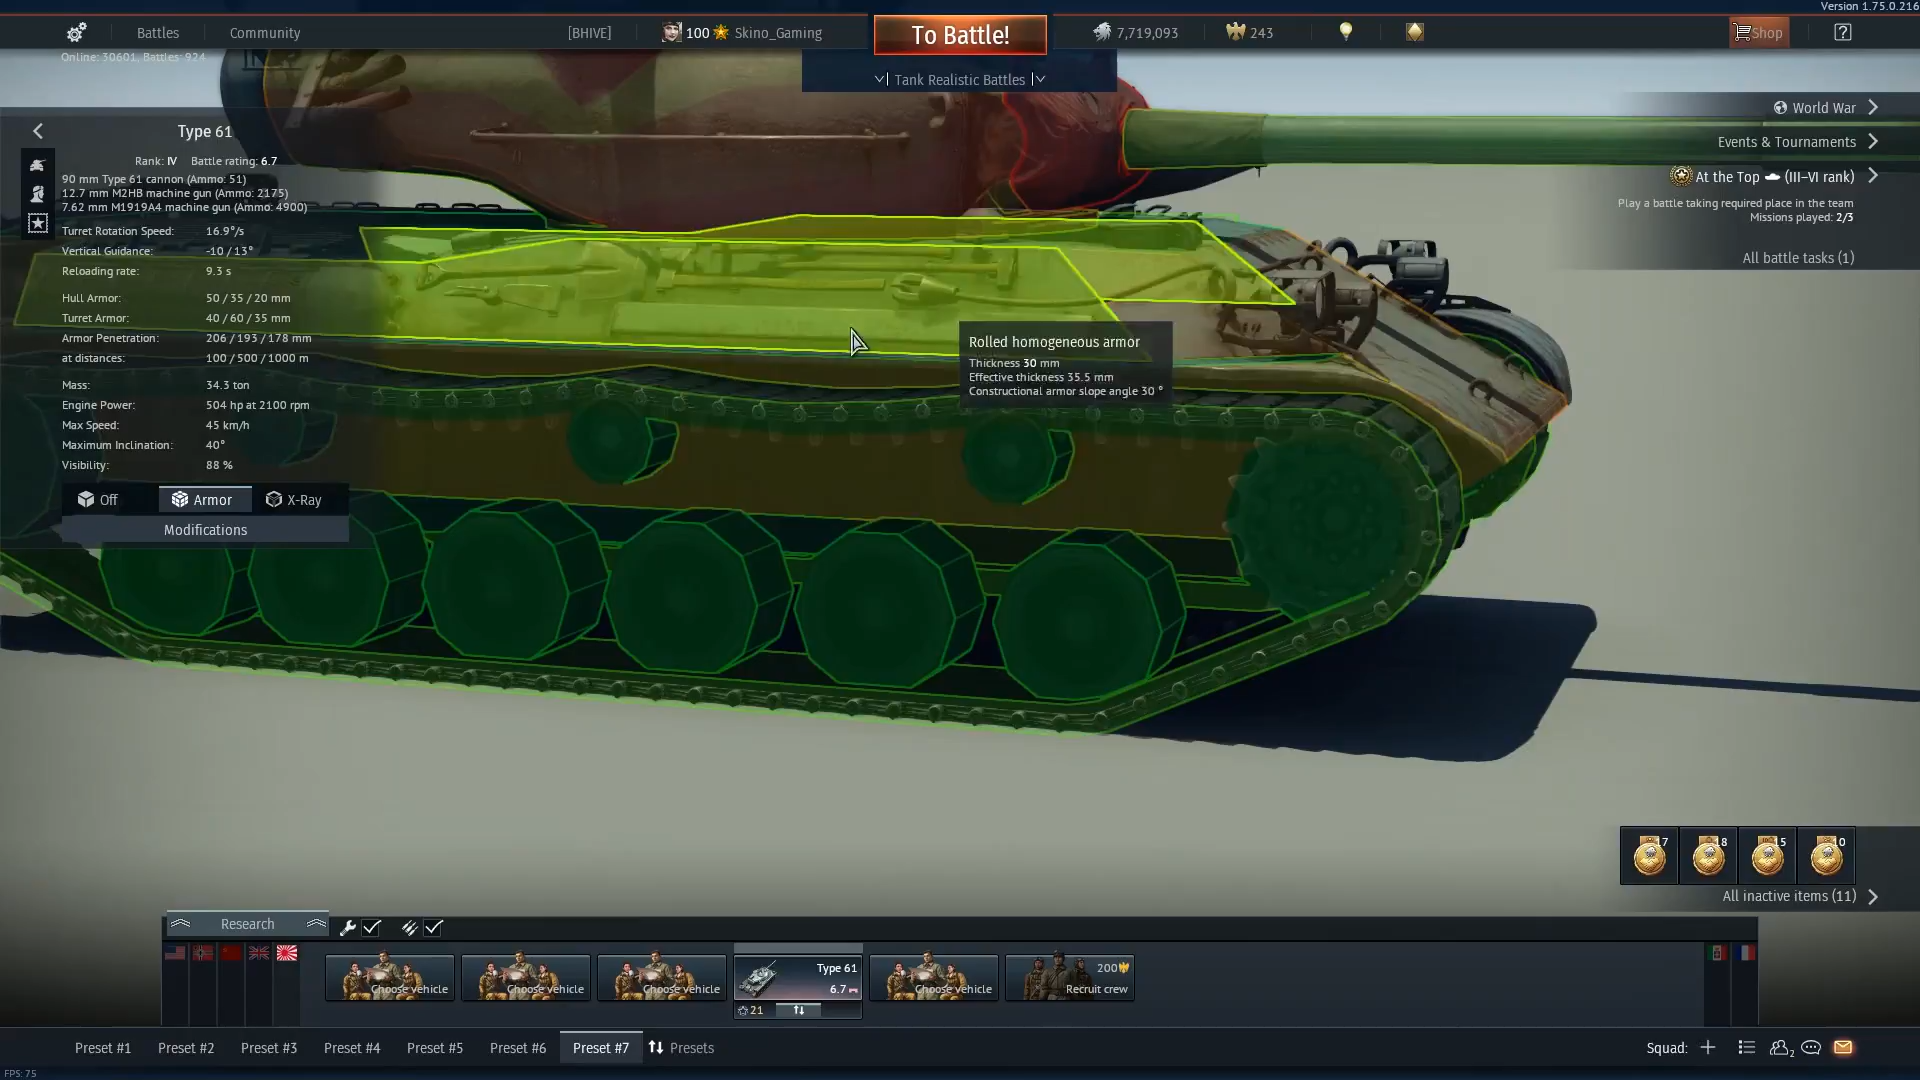 Version 1.75.0.216
Battles
Community
[BHIVE]
100 Skino_Gaming
To Battle!
7,719,093
243
Shop
Online: 30601, Battles: 924
Tank Realistic Battles
World War
Events & Tournaments
At the Top (III–VI rank)
Play a battle taking required place in the team
Missions played: 2/3
All battle tasks (1)
Type 61
Rank: IV Battle rating: 6.7
90 mm Type 61 cannon (Ammo: 51)
12.7 mm M2HB machine gun (Ammo: 2175)
7.62 mm M1919A4 machine gun (Ammo: 4900)
Turret Rotation Speed: 16.9°/s
Vertical Guidance: -10 / 13°
Reloading rate: 9.3 s
Hull Armor: 50 / 35 / 20 mm
Turret Armor: 40 / 60 / 35 mm
Armor Penetration: 206 / 193 / 178 mm
at distances: 100 / 500 / 1000 m
Mass: 34.3 ton
Engine Power: 504 hp at 2100 rpm
Max Speed: 45 km/h
Maximum Inclination: 40°
Visibility: 88 %
Off
Armor
X-Ray
Modifications
Rolled homogeneous armor
Thickness 30 mm
Effective thickness 35.5 mm
Constructional armor slope angle 30 °
17
18
15
10
All inactive items (11)
Research
Choose vehicle
Choose vehicle
Choose vehicle
Type 61
6.7
21
Choose vehicle
200
Recruit crew
Preset #1
Preset #2
Preset #3
Preset #4
Preset #5
Preset #6
Preset #7
Presets
Squad:
2
FPS: 75